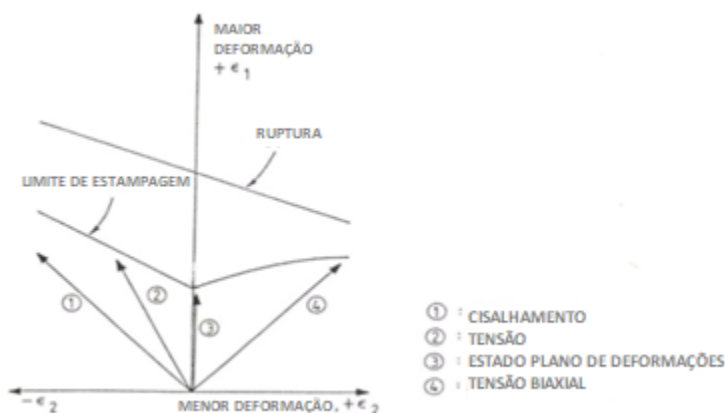 MAIOR
DEFORMAÇÃO
+ ϵ1
RUPTURA
LIMITE DE ESTAMPAGEM
①
②
③
④
① : CISALHAMENTO
② : TENSÃO
③ : ESTADO PLANO DE DEFORMAÇÕES
④ : TENSÃO BIAXIAL
-ϵ2
MENOR DEFORMAÇÃO, +ϵ2